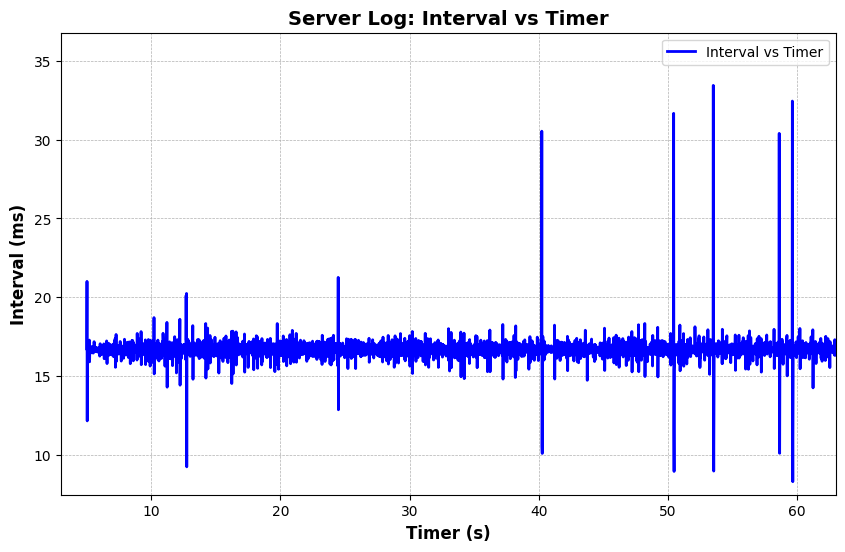 Server Log: Interval vs Timer
Interval vs Timer
Interval (ms)
35
30
25
20
15
10
10 20 30 40 50 60
Timer (s)